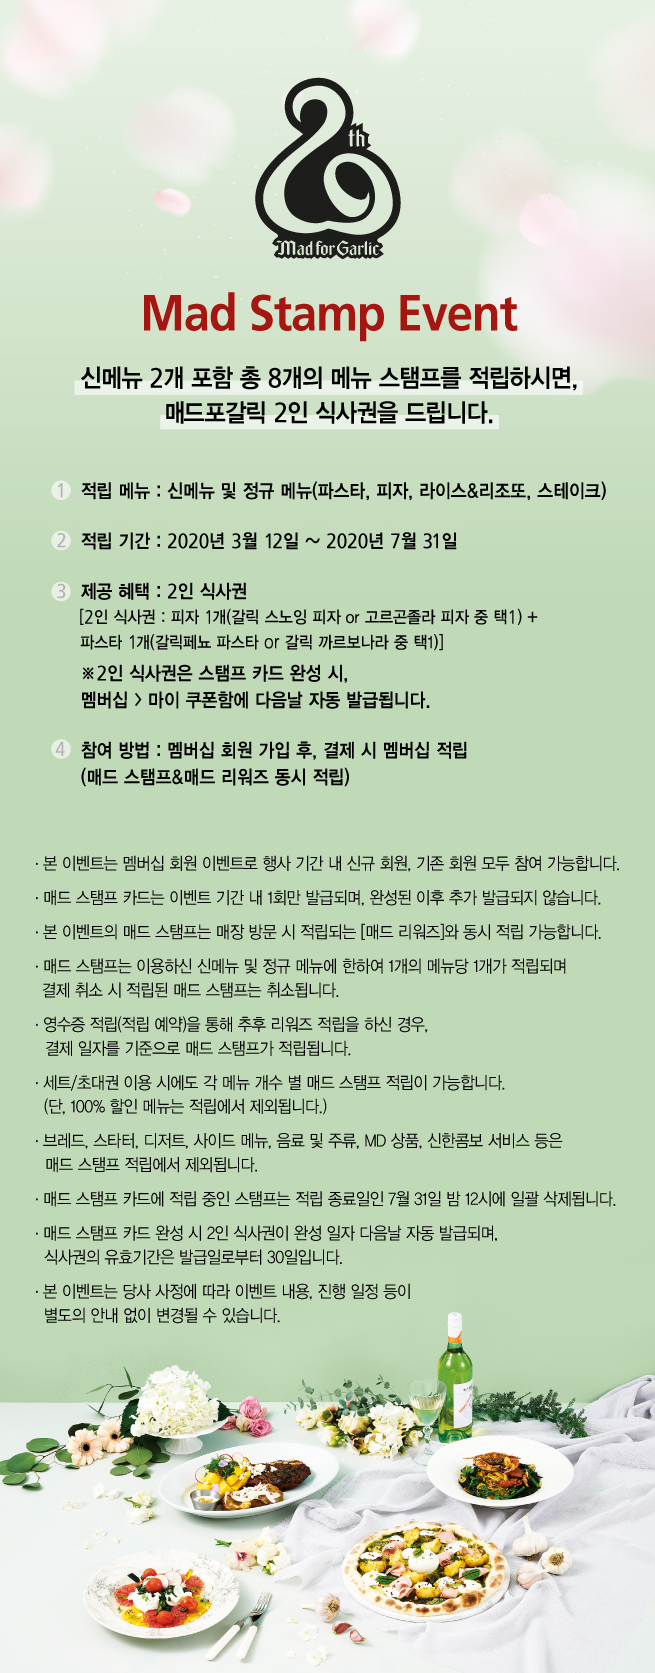 20th
Mad for Garlic
Mad Stamp Event
신메뉴 2개 포함 총 8개의 메뉴 스탬프를 적립하시면,
매드포갈릭 2인 식사권을 드립니다.
1 적립 메뉴 : 신메뉴 및 정규 메뉴(파스타, 피자, 라이스&리조또, 스테이크)
2 적립 기간 : 2020년 3월 12일 ~ 2020년 7월 31일
3 제공 혜택 : 2인 식사권
[2인 식사권 : 피자 1개(갈릭 스노잉 피자 or 고르곤졸라 피자 중 택1) +
파스타 1개(갈릭페뇨 파스타 or 갈릭 까르보나라 중 택1)]
※2인 식사권은 스탬프 카드 완성 시,
멤버십 > 마이 쿠폰함에 다음날 자동 발급됩니다.
4 참여 방법 : 멤버십 회원 가입 후, 결제 시 멤버십 적립
(매드 스탬프&매드 리워즈 동시 적립)
· 본 이벤트는 멤버십 회원 이벤트로 행사 기간 내 신규 회원, 기존 회원 모두 참여 가능합니다.
· 매드 스탬프 카드는 이벤트 기간 내 1회만 발급되며, 완성된 이후 추가 발급되지 않습니다.
· 본 이벤트의 매드 스탬프는 매장 방문 시 적립되는 [매드 리워즈]와 동시 적립 가능합니다.
· 매드 스탬프는 이용하신 신메뉴 및 정규 메뉴에 한하여 1개의 메뉴당 1개가 적립되며
결제 취소 시 적립된 매드 스탬프는 취소됩니다.
· 영수증 적립(적립 예약)을 통해 추후 리워즈 적립을 하신 경우,
결제 일자를 기준으로 매드 스탬프가 적립됩니다.
· 세트/초대권 이용 시에도 각 메뉴 개수 별 매드 스탬프 적립이 가능합니다.
(단, 100% 할인 메뉴는 적립에서 제외됩니다.)
· 브레드, 스타터, 디저트, 사이드 메뉴, 음료 및 주류, MD 상품, 신한콤보 서비스 등은
매드 스탬프 적립에서 제외됩니다.
· 매드 스탬프 카드에 적립 중인 스탬프는 적립 종료일인 7월 31일 밤 12시에 일괄 삭제됩니다.
· 매드 스탬프 카드 완성 시 2인 식사권이 완성 일자 다음날 자동 발급되며,
식사권의 유효기간은 발급일로부터 30일입니다.
· 본 이벤트는 당사 사정에 따라 이벤트 내용, 진행 일정 등이
별도의 안내 없이 변경될 수 있습니다.